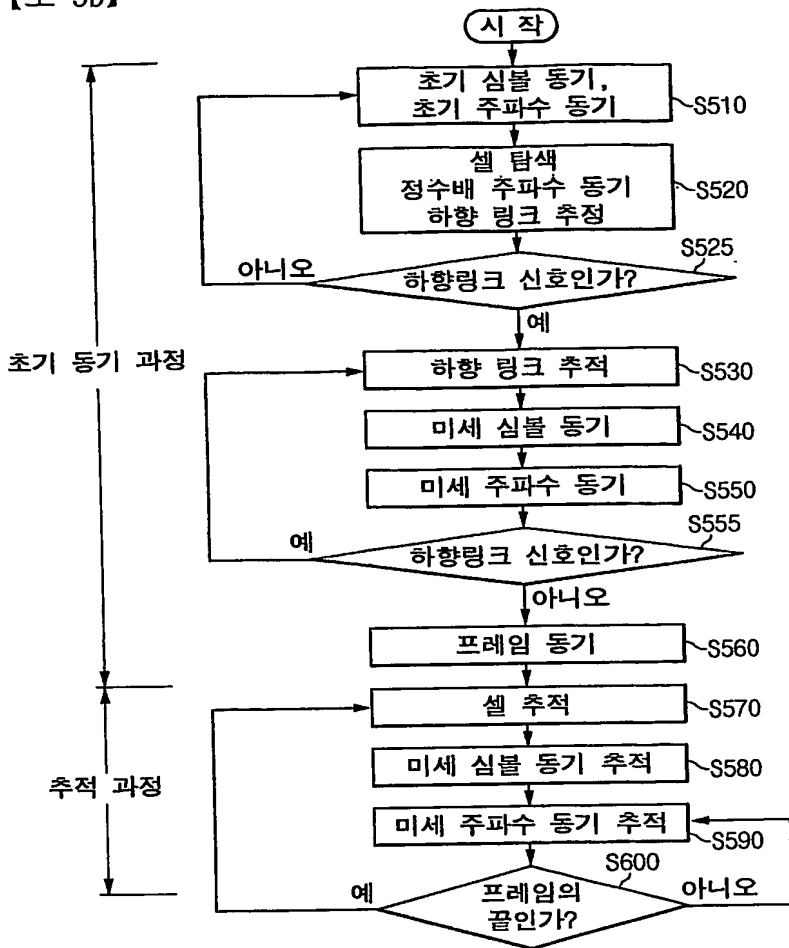 【도 5b】
시 작
초기 심볼 동기,
초기 주파수 동기
S510
셀 탐색
정수배 주파수 동기
하향 링크 추정
S520
S525
아니오
하향링크 신호인가?
예
초기 동기 과정
하향 링크 추적
S530
미세 심볼 동기
S540
미세 주파수 동기
S550
S555
예
하향링크 신호인가?
아니오
프레임 동기
S560
셀 추적
S570
미세 심볼 동기 추적
S580
추적 과정
미세 주파수 동기 추적
S590
S600
예
프레임의
끝인가?
아니오